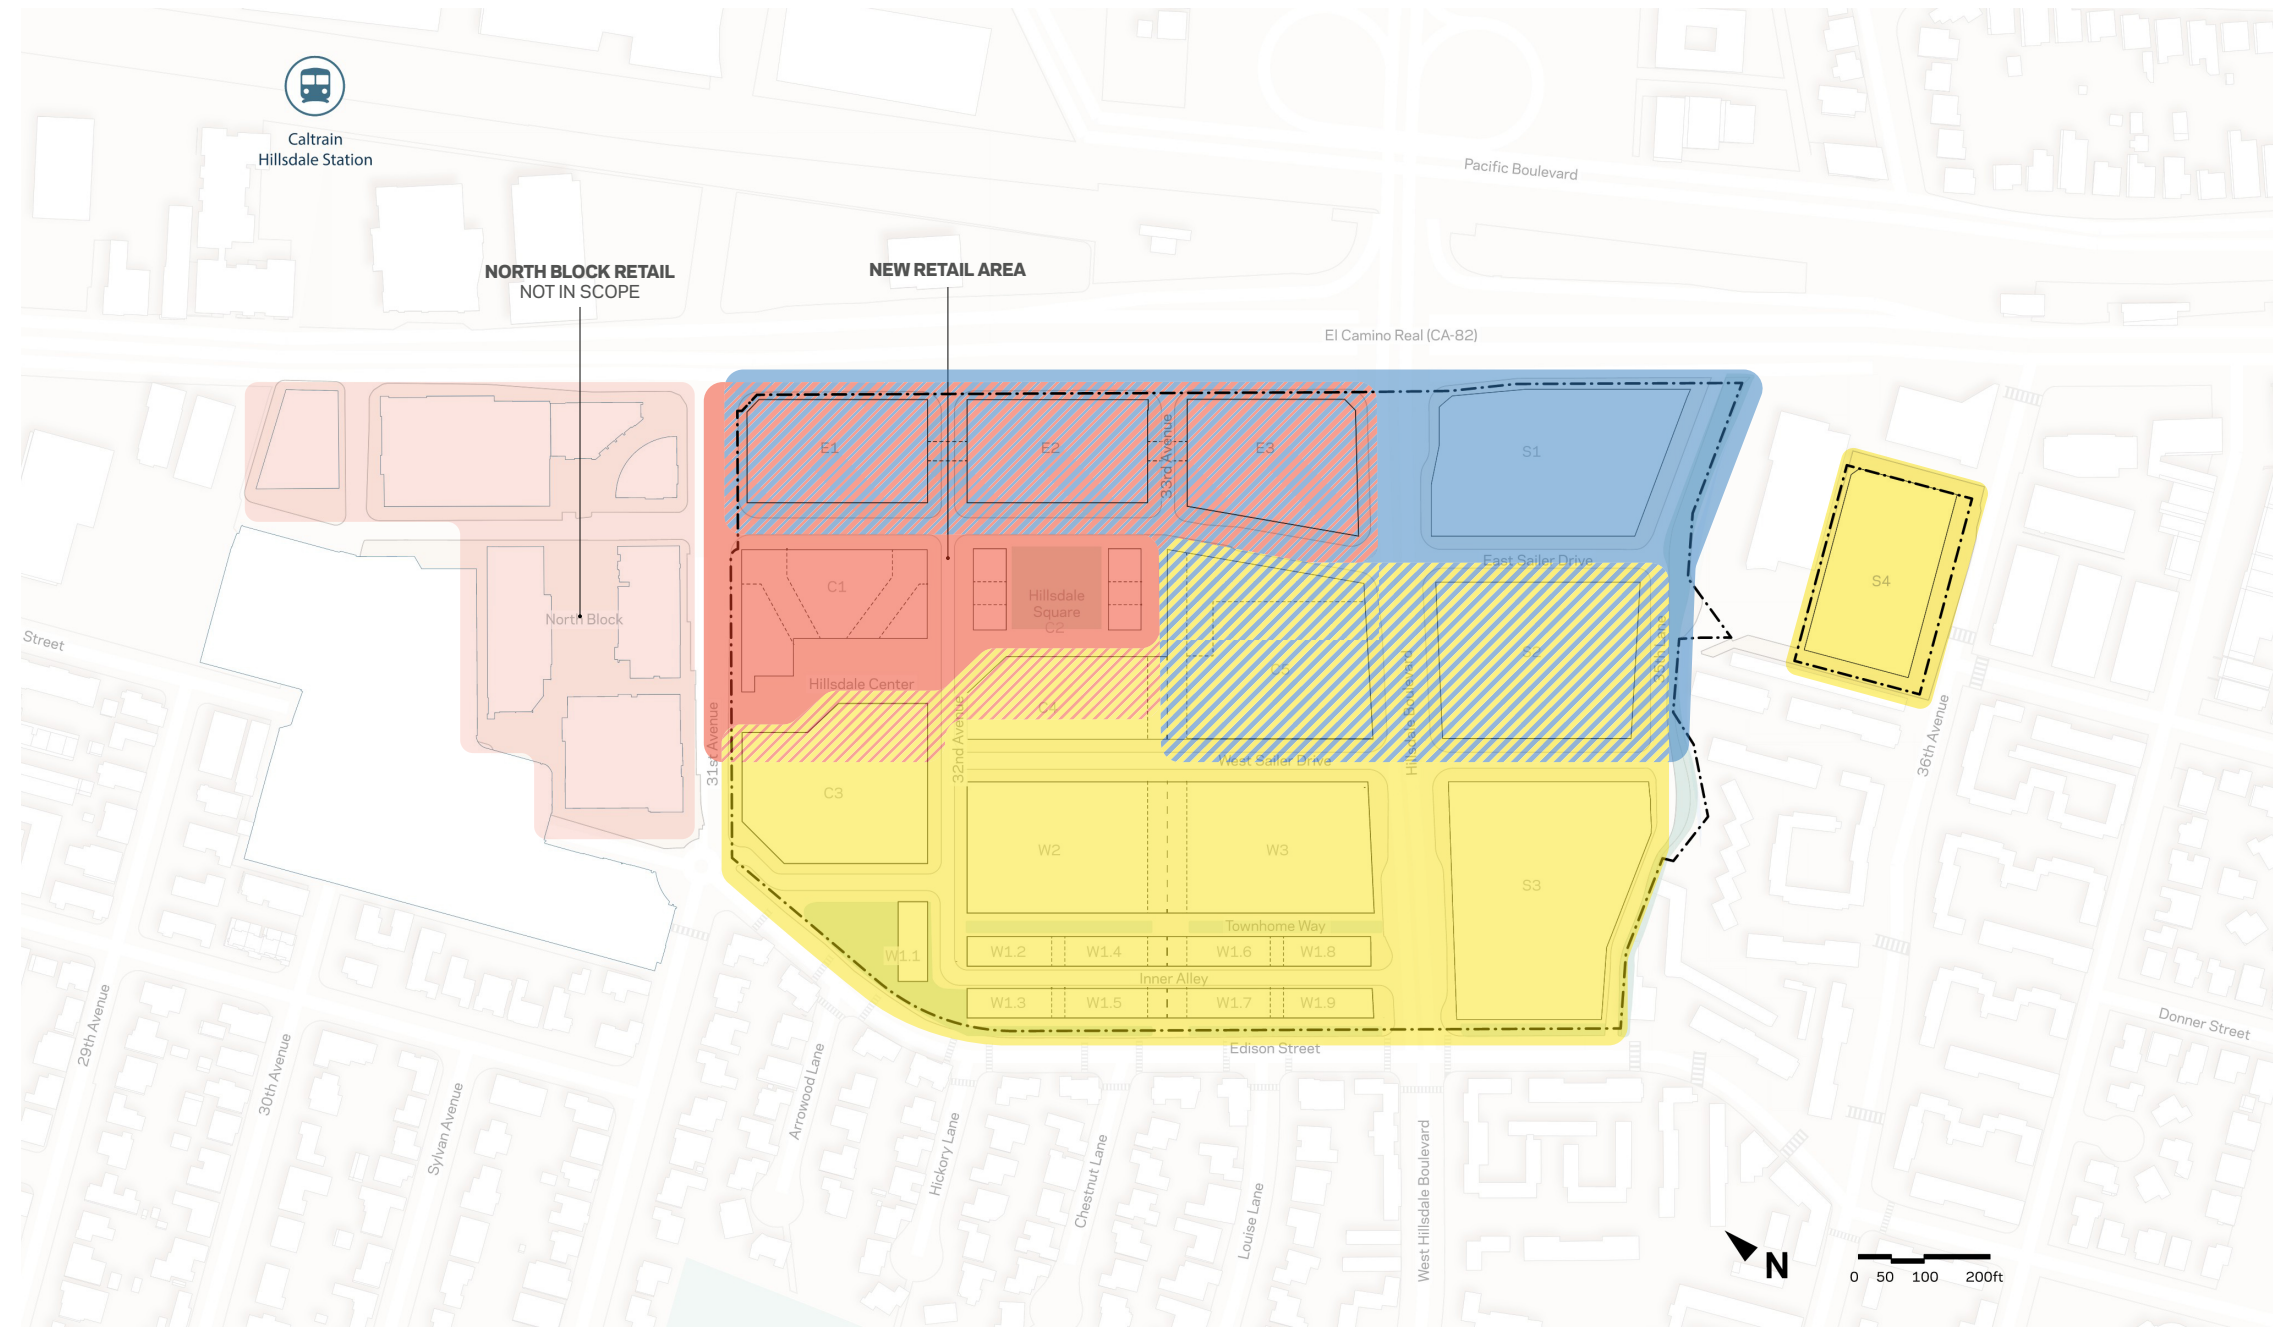 Caltrain
Hillsdale Station
Pacific Boulevard
NORTH BLOCK RETAIL
NOT IN SCOPE
NEW RETAIL AREA
El Camino Real (CA-82)
E1
E2
33rd Avenue
E3
S1
East Sailer Drive
S4
C1
Hillsdale
Square
C2
North Block
Street
Hillsdale Center
C4
C5
S2
35th Lane
31st Avenue
32nd Avenue
Hillsdale Boulevard
36th Avenue
West Sailer Drive
C3
W2
W3
S3
Townhome Way
W1.1
W1.2
W1.4
W1.6
W1.8
Inner Alley
W1.3
W1.5
W1.7
W1.9
Edison Street
Donner Street
29th Avenue
30th Avenue
Sylvan Avenue
Arrowood Lane
Hickory Lane
Chestnut Lane
Louise Lane
West Hillsdale Boulevard
N
0 50 100 200ft